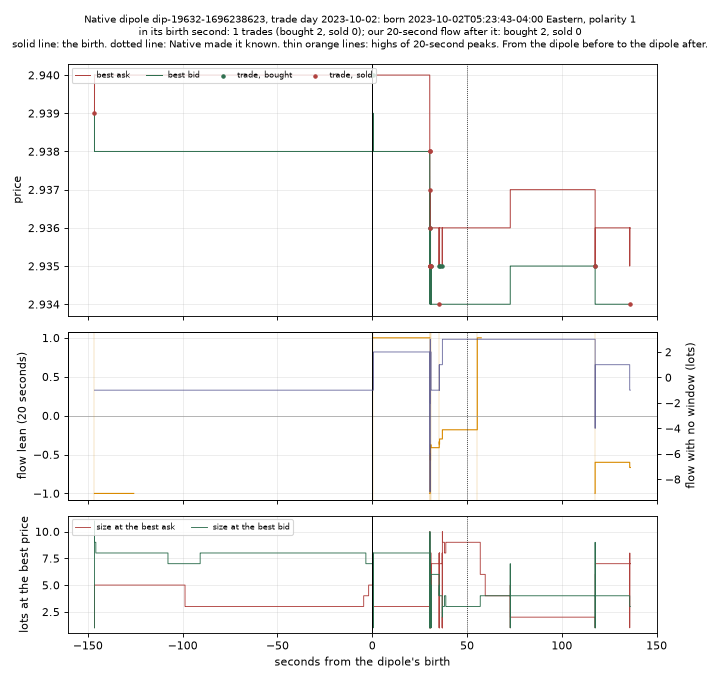 Native dipole dip-19632-1696238623, trade day 2023-10-02: born 2023-10-02T05:23:43-04:00 Eastern, polarity 1
in its birth second: 1 trades (bought 2, sold 0); our 20-second flow after it: bought 2, sold 0
solid line: the birth. dotted line: Native made it known. thin orange lines: highs of 20-second peaks. From the dipole before to the dipole after.
best ask
best bid
trade, bought
trade, sold
2.940
2.939
2.938
2.937
2.936
2.935
2.934
price
1.0
0.5
0.0
−0.5
−1.0
flow lean (20 seconds)
2
0
−2
−4
−6
−8
flow with no window (lots)
size at the best ask
size at the best bid
10.0
7.5
5.0
2.5
lots at the best price
−150
−100
−50
0
50
100
150
seconds from the dipole's birth